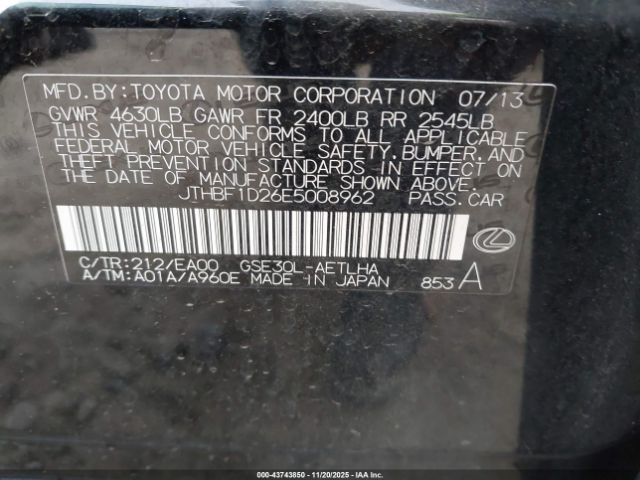 MFD.BY:TOYOTA MOTOR CORPORATION 07/13
GVWR 4630LB GAWR FR 2400LB RR 2545LB
THIS VEHICLE CONFORMS TO ALL APPLICABLE
FEDERAL MOTOR VEHICLE SAFETY,BUMPER,AND
THEFT PREVENTION STANDARDS IN EFFECT ON
THE DATE OF MANUFACTURE SHOWN ABOVE.
JTHBF1D26E5008962 PASS.CAR
C/TR:212/EA00 GSE30L-AETLHA
A/TM:A01A/A960E MADE IN JAPAN 853 A
000-43743850 | 11/20/2025 | IAAI.COM